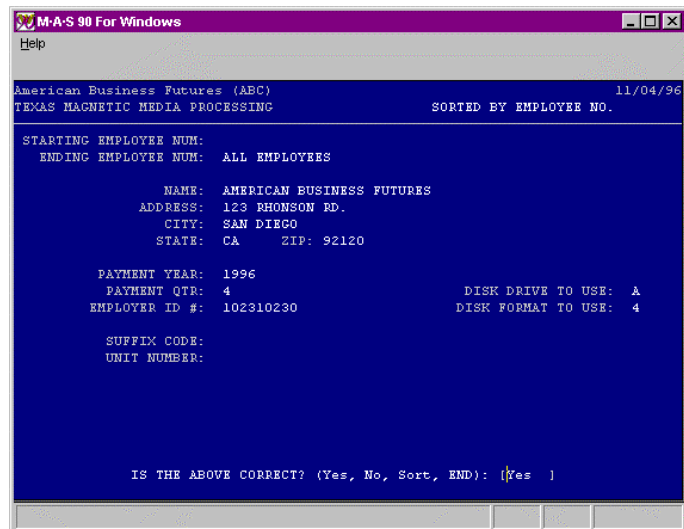 M·A·S 90 For Windows
Help
American Business Futures (ABC) 11/04/96
TEXAS MAGNETIC MEDIA PROCESSING SORTED BY EMPLOYEE NO.
STARTING EMPLOYEE NUM:
ENDING EMPLOYEE NUM: ALL EMPLOYEES
NAME: AMERICAN BUSINESS FUTURES
ADDRESS: 123 RHONSON RD.
CITY: SAN DIEGO
STATE: CA ZIP: 92120
PAYMENT YEAR: 1996
PAYMENT QTR: 4 DISK DRIVE TO USE: A
EMPLOYER ID #: 102310230 DISK FORMAT TO USE: 4
SUFFIX CODE:
UNIT NUMBER:
IS THE ABOVE CORRECT? (Yes, No, Sort, END): [Yes ]